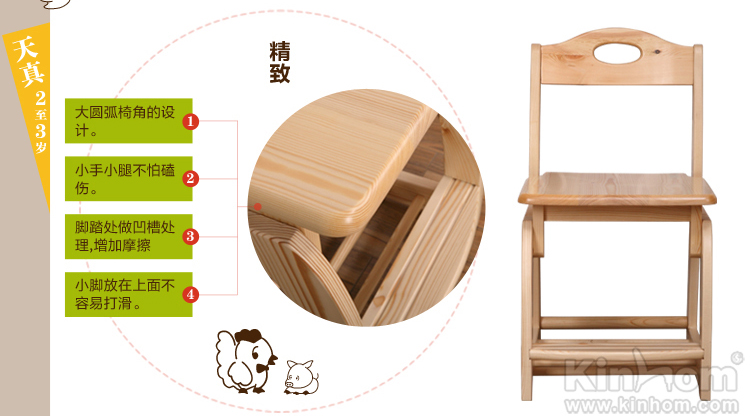 天真
2至3岁
精致
大圆弧椅角的设
计。
1
小手小腿不怕磕
伤。
2
脚踏处做凹槽处
理,增加摩擦
3
小脚放在上面不
容易打滑。
4
Kinhom
www.kinhom.com